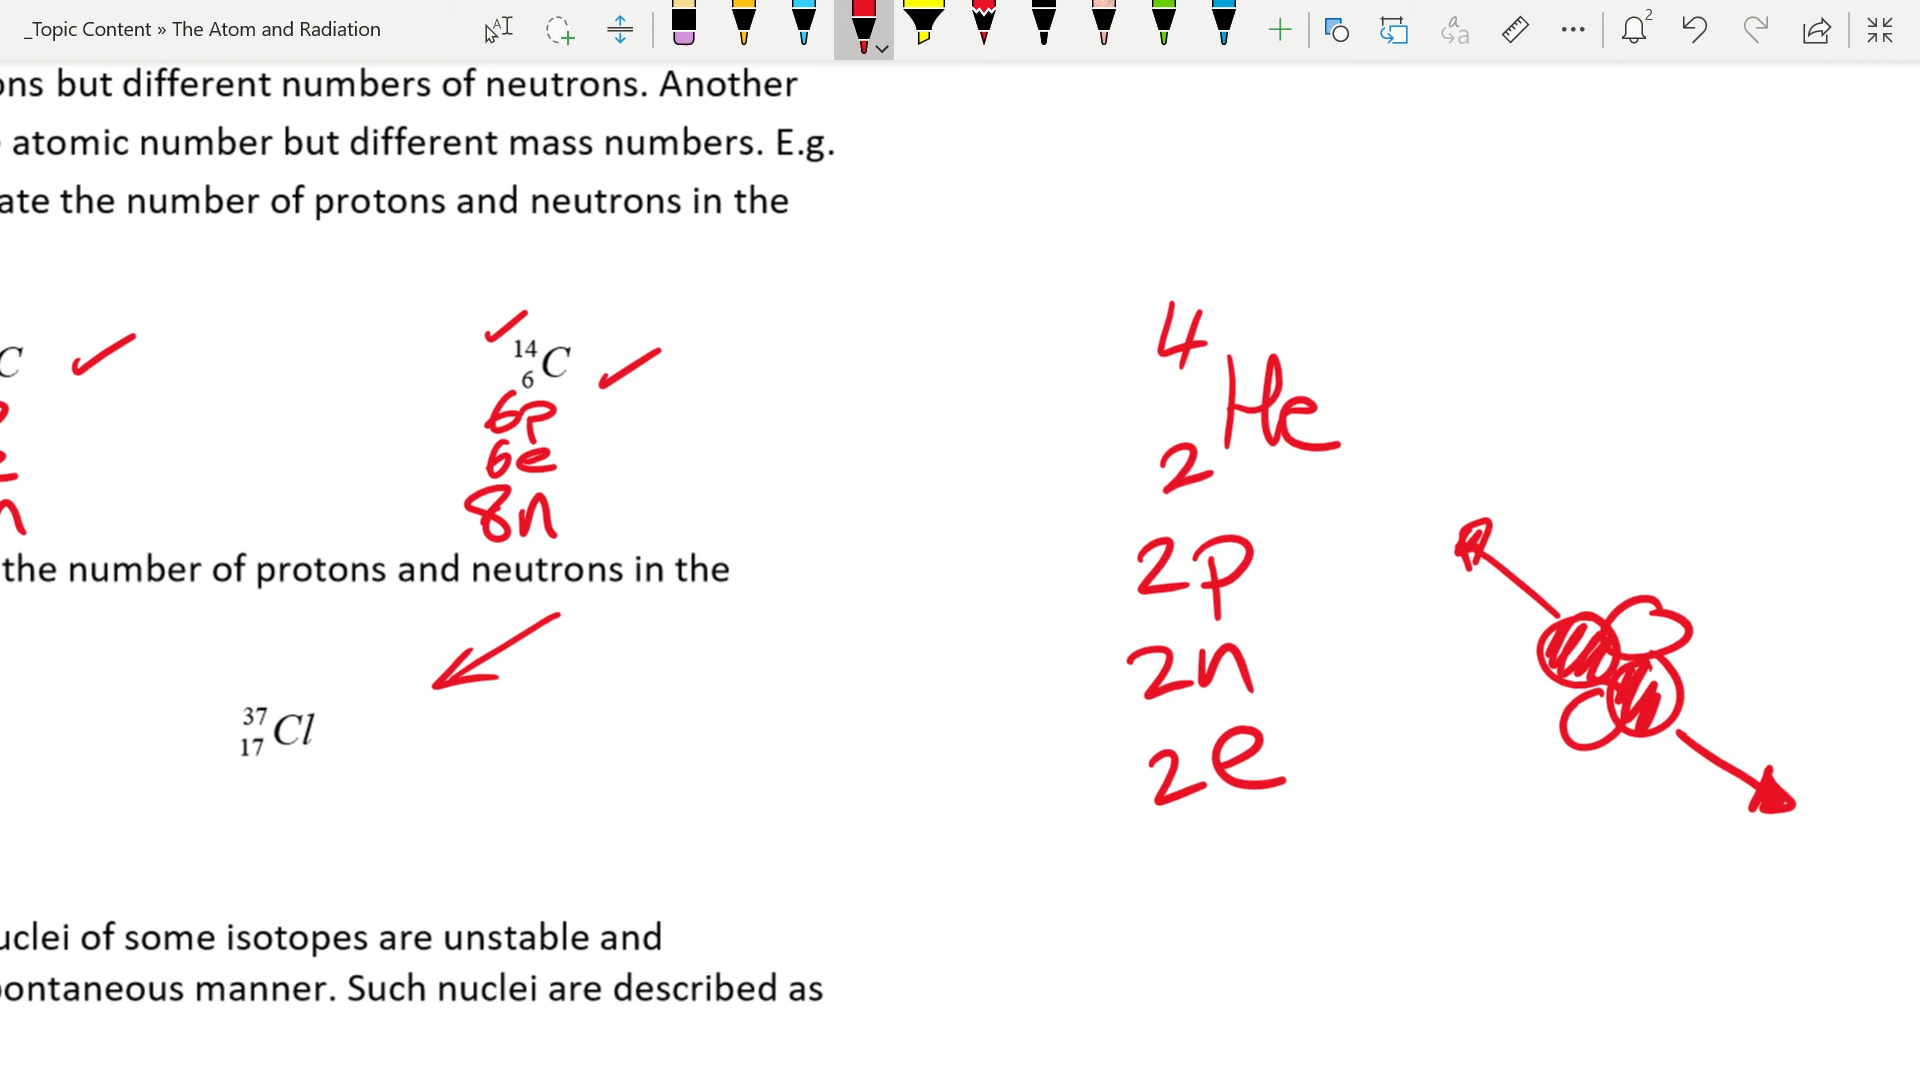 _Topic Content » The Atom and Radiation
2
ons but different numbers of neutrons. Another
atomic number but different mass numbers. E.g.
ate the number of protons and neutrons in the
C
14
6 C
6p
6e
8n
n
the number of protons and neutrons in the
37
17 Cl
uclei of some isotopes are unstable and
pontaneous manner. Such nuclei are described as
4
He
2
2p
2n
2e